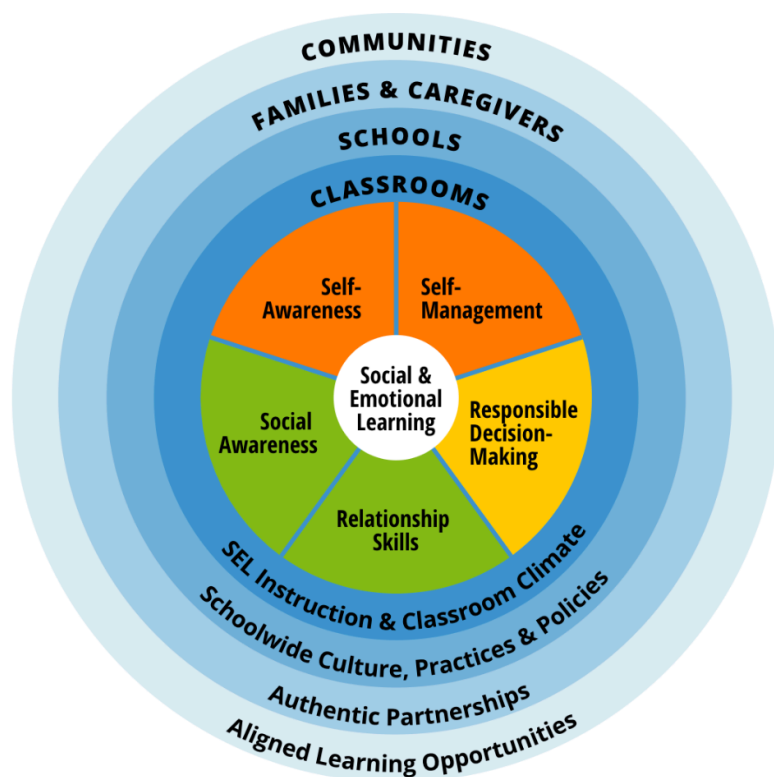 COMMUNITIES
FAMILIES & CAREGIVERS
SCHOOLS
CLASSROOMS
Self-
Awareness
Self-
Management
Social &
Emotional
Learning
Social
Awareness
Responsible
Decision-
Making
Relationship
Skills
SEL Instruction & Classroom Climate
Schoolwide Culture, Practices & Policies
Authentic Partnerships
Aligned Learning Opportunities